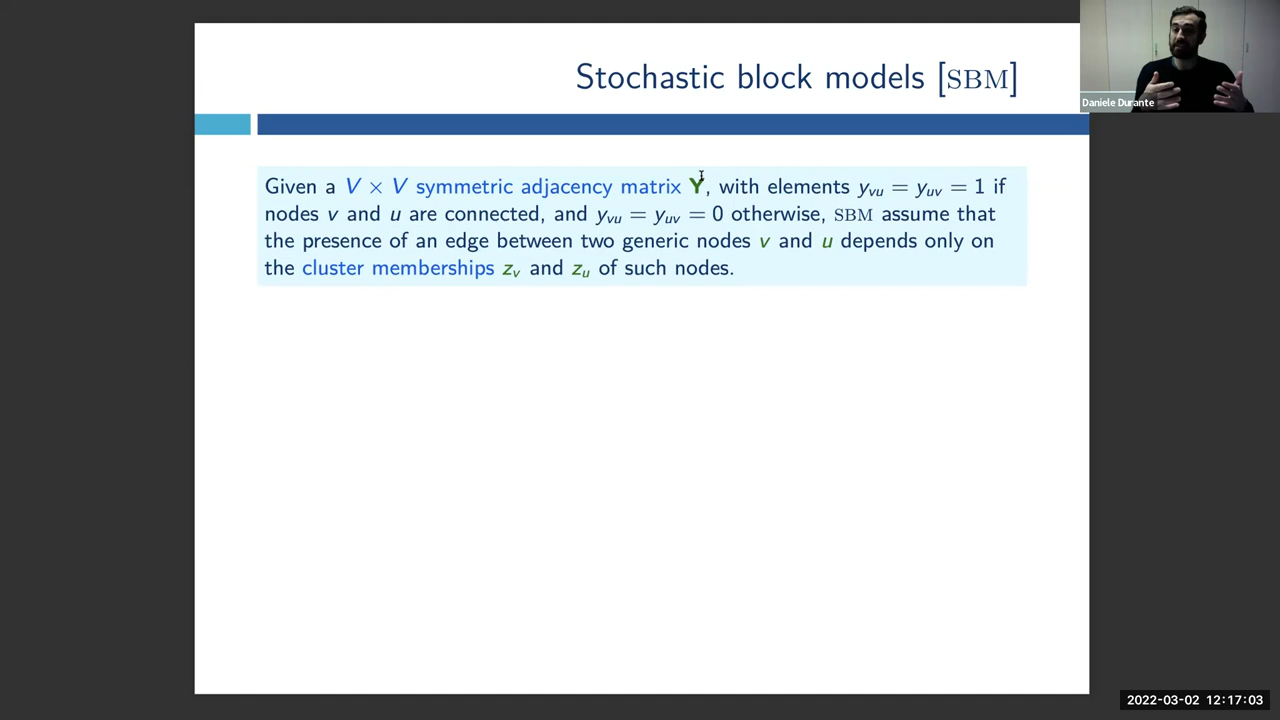 Stochastic block models [SBM]
Daniele Durante
Given a V × V symmetric adjacency matrix Y, with elements y_vu = y_uv = 1 if
nodes v and u are connected, and y_vu = y_uv = 0 otherwise, SBM assume that
the presence of an edge between two generic nodes v and u depends only on
the cluster memberships z_v and z_u of such nodes.
2022-03-02 12:17:03